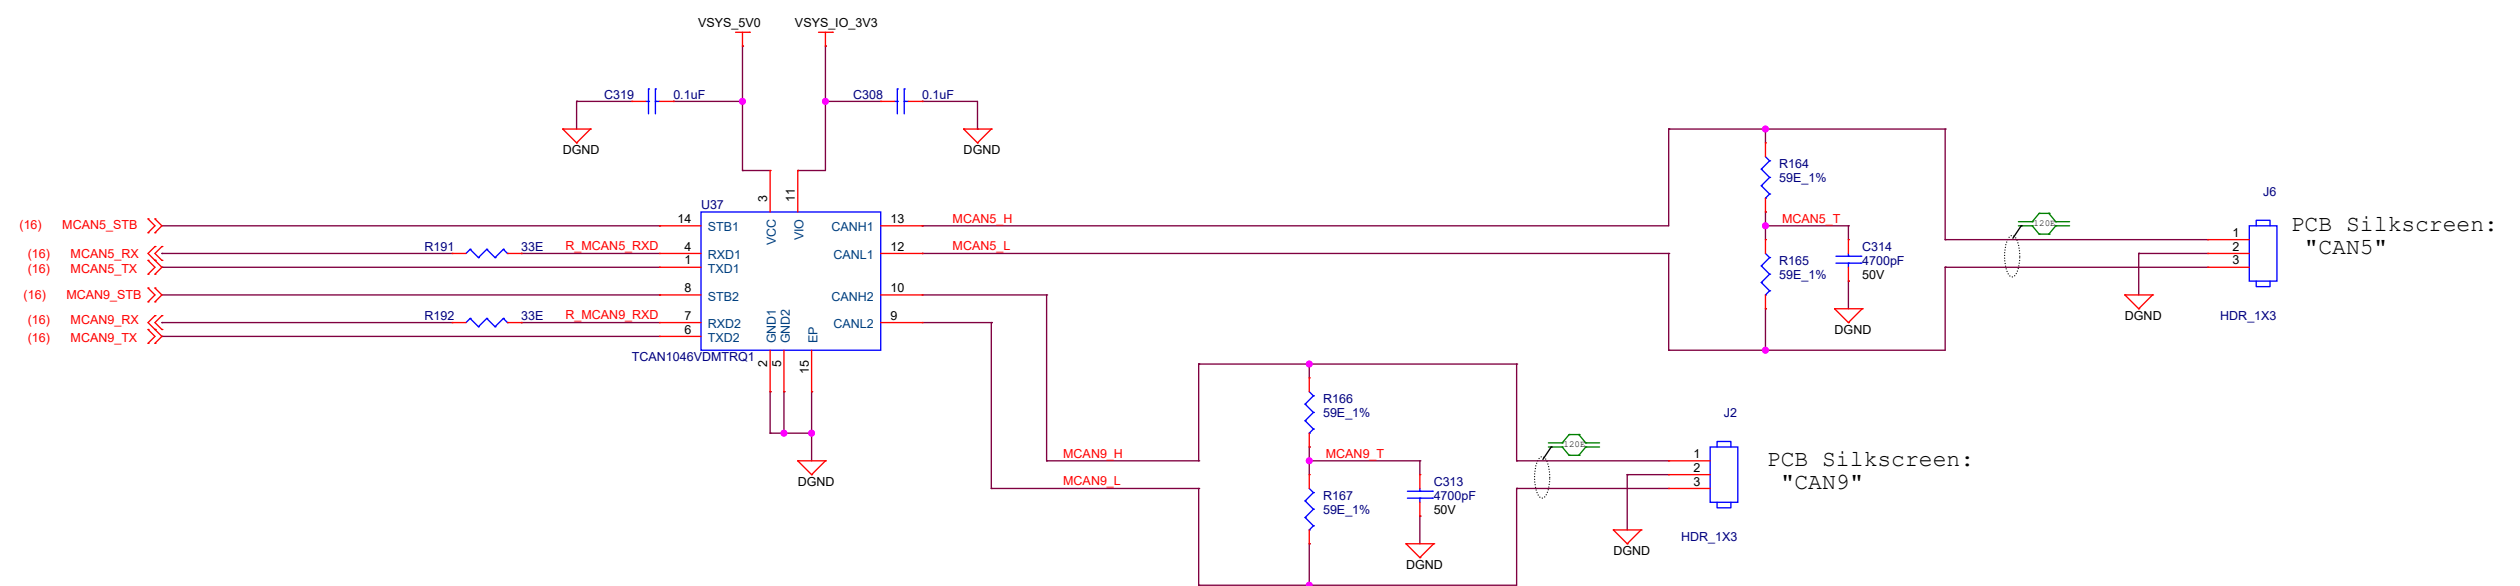 VSYS_5V0 VSYS_IO_3V3
C319 0.1uF C308 0.1uF
DGND DGND
R164
59E_1%
MCAN5_T
C314
4700pF
50V
R165
59E_1%
DGND
120E
J6
1
2
3
DGND
HDR_1X3
PCB Silkscreen:
"CAN5"
(16) MCAN5_STB
(16) MCAN5_RX R191 33E R_MCAN5_RXD
(16) MCAN5_TX
(16) MCAN9_STB
(16) MCAN9_RX R192 33E R_MCAN9_RXD
(16) MCAN9_TX
U37
3 11
VCC VIO
14 STB1 CANH1 13 MCAN5_H
4 RXD1 CANL1 12 MCAN5_L
1 TXD1
8 STB2 CANH2 10
7 RXD2 CANL2 9
6 TXD2
GND1 GND2 EP
TCAN1046VDMTRQ1
2 5 15
DGND
MCAN9_H
MCAN9_L
R166
59E_1%
MCAN9_T
C313
4700pF
50V
R167
59E_1%
DGND
120E
J2
1
2
3
DGND
HDR_1X3
PCB Silkscreen:
"CAN9"